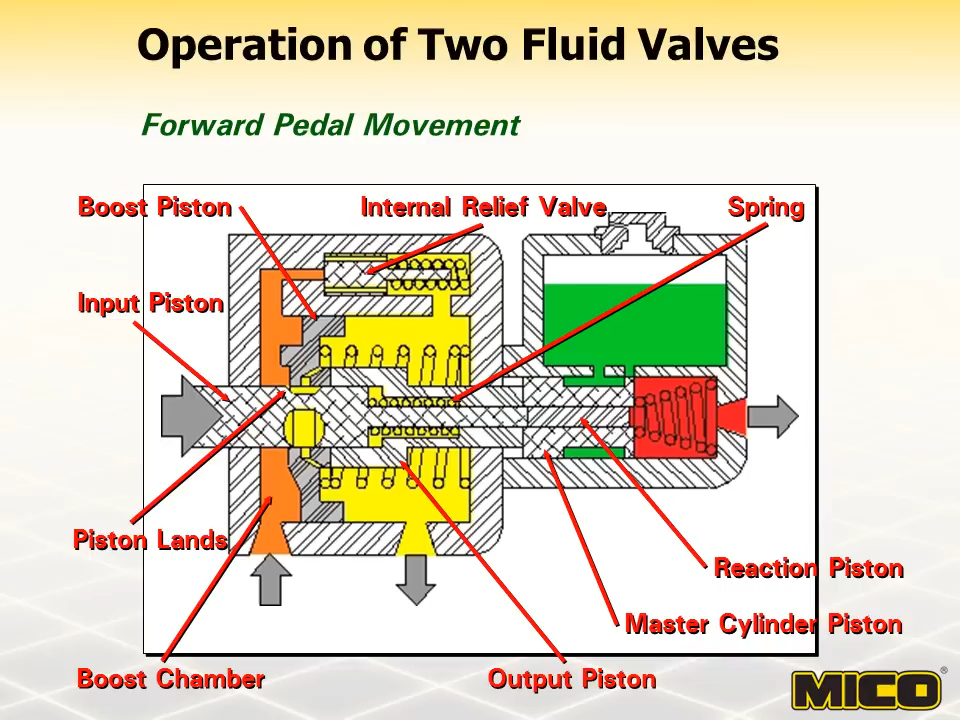 Operation of Two Fluid Valves
Forward Pedal Movement
Boost Piston
Internal Relief Valve
Spring
Input Piston
Piston Lands
Reaction Piston
Master Cylinder Piston
Boost Chamber
Output Piston
MICO®